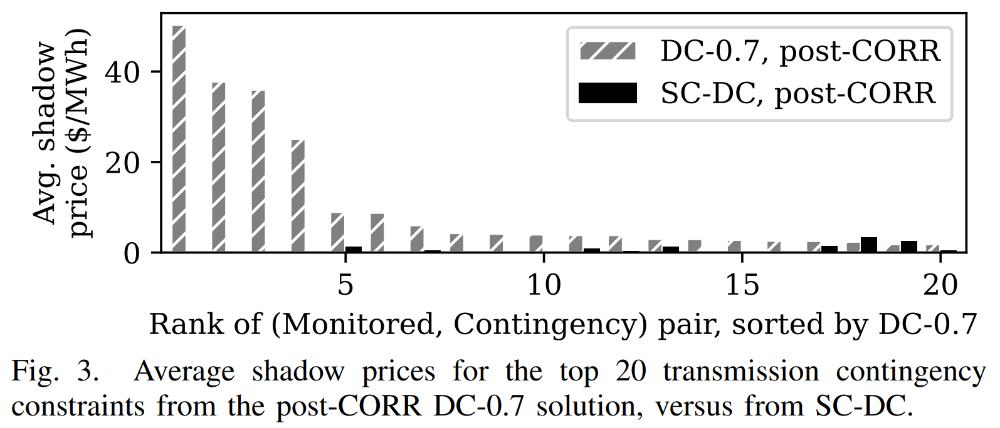 Avg. shadow
price ($/MWh)
40
20
0
DC-0.7, post-CORR
SC-DC, post-CORR
5
10
15
20
Rank of (Monitored, Contingency) pair, sorted by DC-0.7
Fig. 3. Average shadow prices for the top 20 transmission contingency
constraints from the post-CORR DC-0.7 solution, versus from SC-DC.